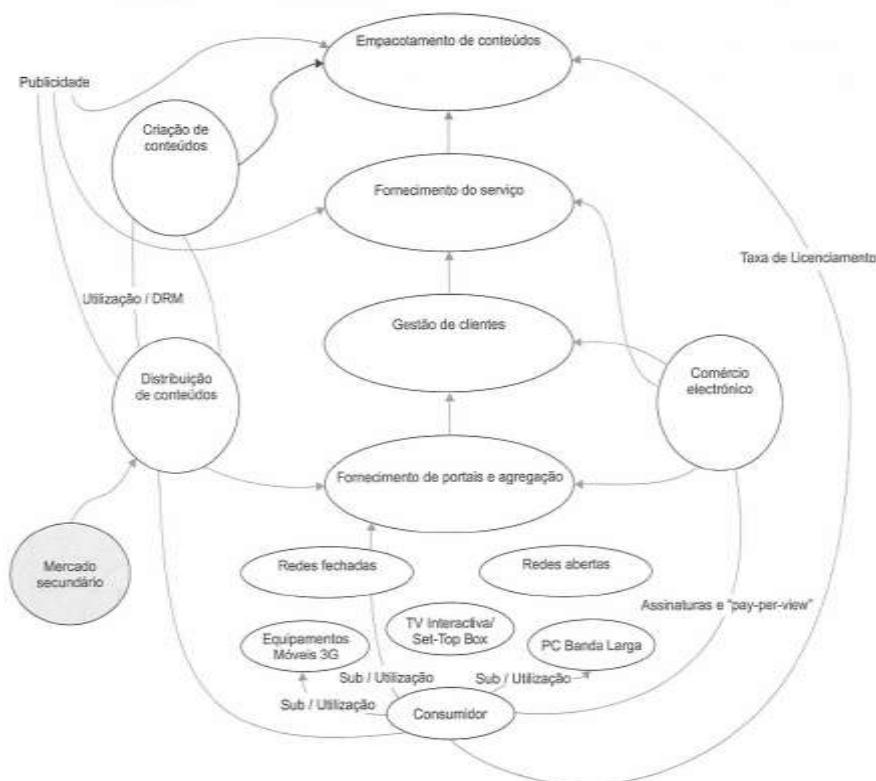 Empacotamento de conteúdos
Publicidade
Criação de
conteúdos
Fornecimento do serviço
Taxa de Licenciamento
Utilização / DRM
Gestão de clientes
Distribuição
de conteúdos
Comércio
electrónico
Fornecimento de portais e agregação
Mercado
secundário
Redes fechadas
Redes abertas
Assinaturas e "pay-per-view"
TV Interactiva/
Set-Top Box
Equipamentos
Móveis 3G
PC Banda Larga
Sub / Utilização
Sub / Utilização
Sub / Utilização
Consumidor